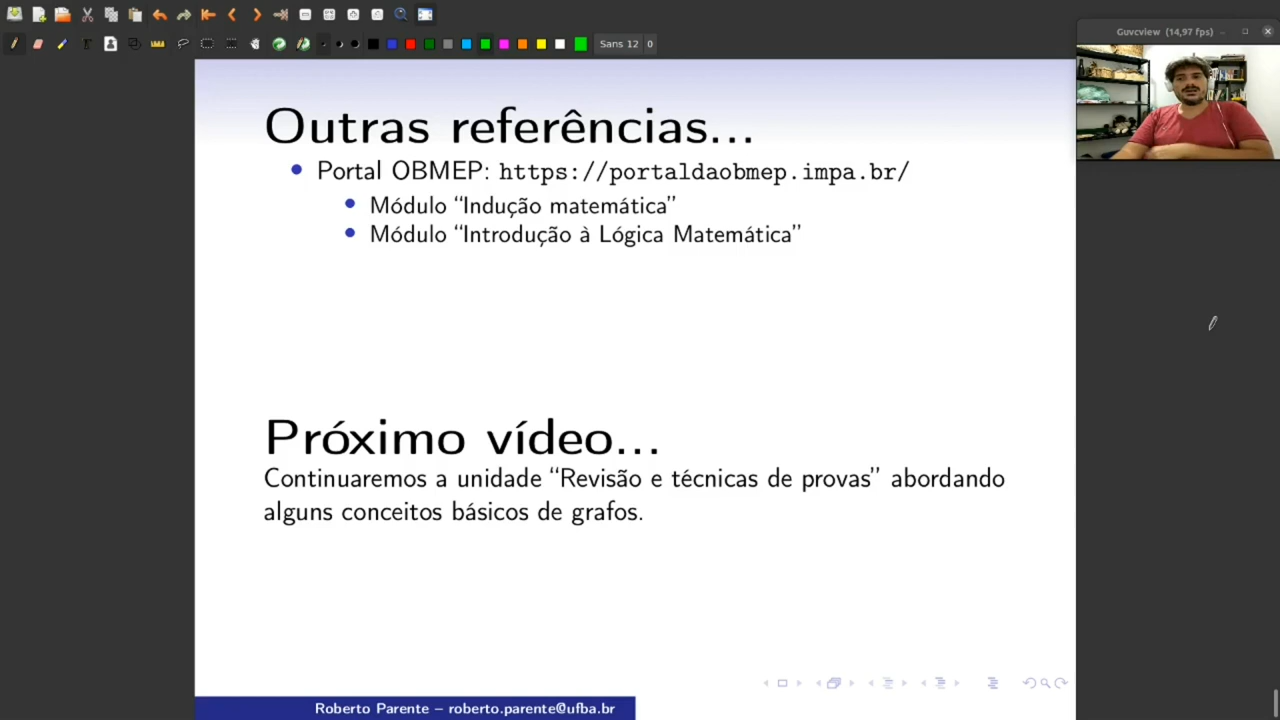 Sans 12 0
Guvcview (14,97 fps)
Outras referências...
Portal OBMEP: https://portaldaobmep.impa.br/
Módulo “Indução matemática”
Módulo “Introdução à Lógica Matemática”
Próximo vídeo...
Continuaremos a unidade “Revisão e técnicas de provas” abordando
alguns conceitos básicos de grafos.
Roberto Parente – roberto.parente@ufba.br